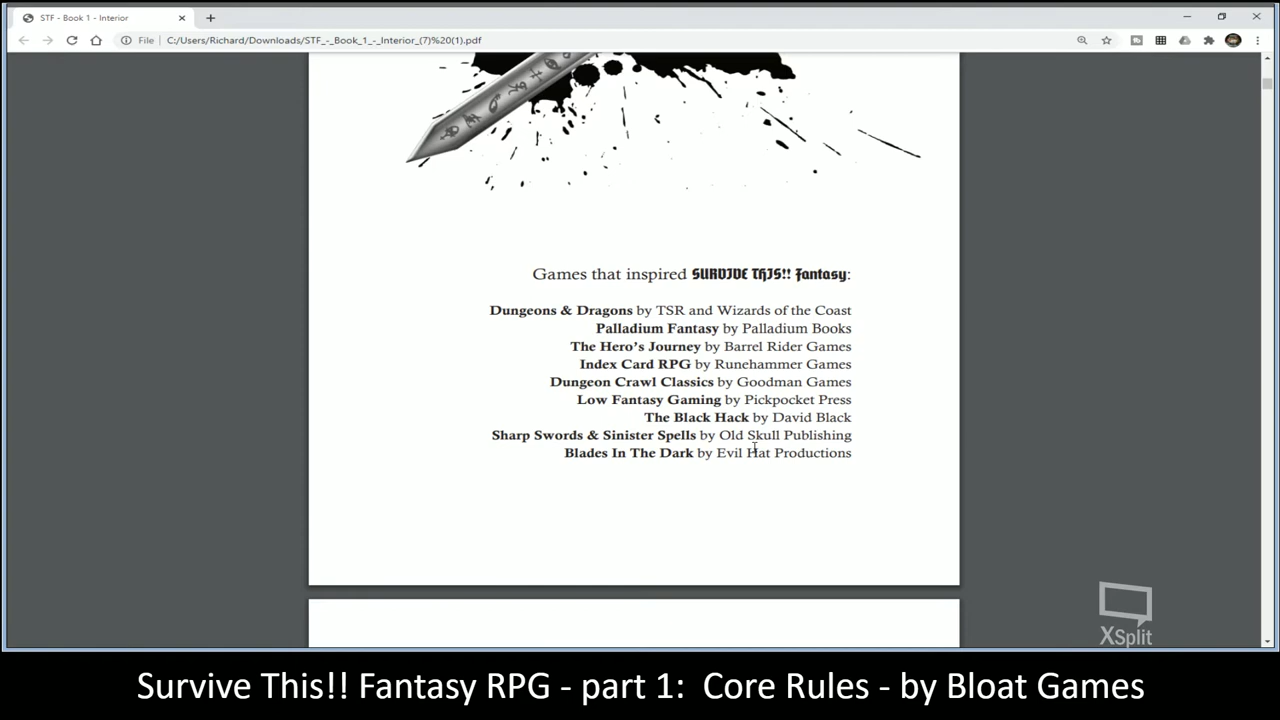 STF - Book 1 - Interior
File
C:/Users/Richard/Downloads/STF_-_Book_1_-_Interior_(7)%20(1).pdf
Games that inspired SURVIVE THIS!! Fantasy:
Dungeons & Dragons by TSR and Wizards of the Coast
Palladium Fantasy by Palladium Books
The Hero's Journey by Barrel Rider Games
Index Card RPG by Runehammer Games
Dungeon Crawl Classics by Goodman Games
Low Fantasy Gaming by Pickpocket Press
The Black Hack by David Black
Sharp Swords & Sinister Spells by Old Skull Publishing
Blades In The Dark by Evil Hat Productions
XSplit
Survive This!! Fantasy RPG - part 1: Core Rules - by Bloat Games